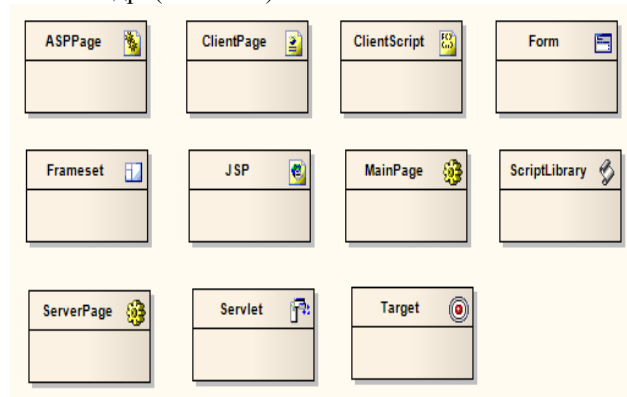 ASPPage ClientPage ClientScript Form
Frameset JSP MainPage ScriptLibrary
ServerPage Servlet Target